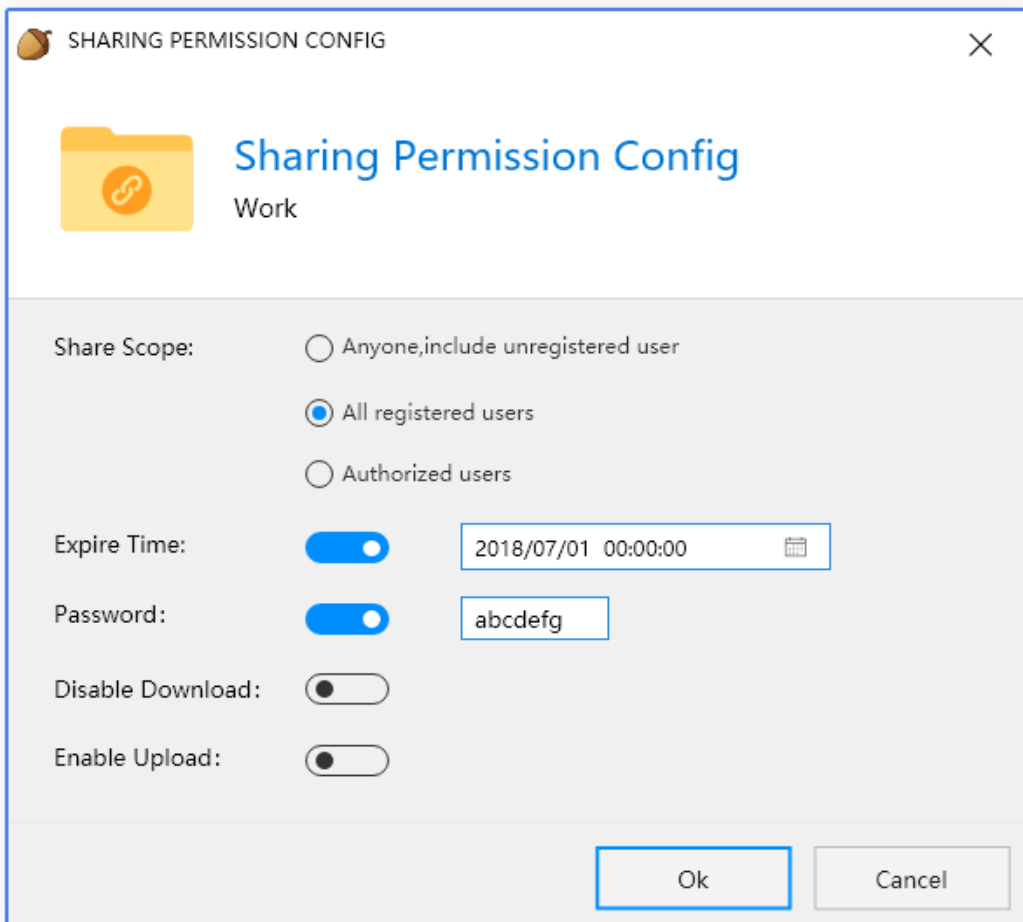 SHARING PERMISSION CONFIG
Sharing Permission Config
Work
Share Scope:
Anyone,include unregistered user
All registered users
Authorized users
Expire Time: 2018/07/01 00:00:00
Password: abcdefg
Disable Download:
Enable Upload:
Ok Cancel